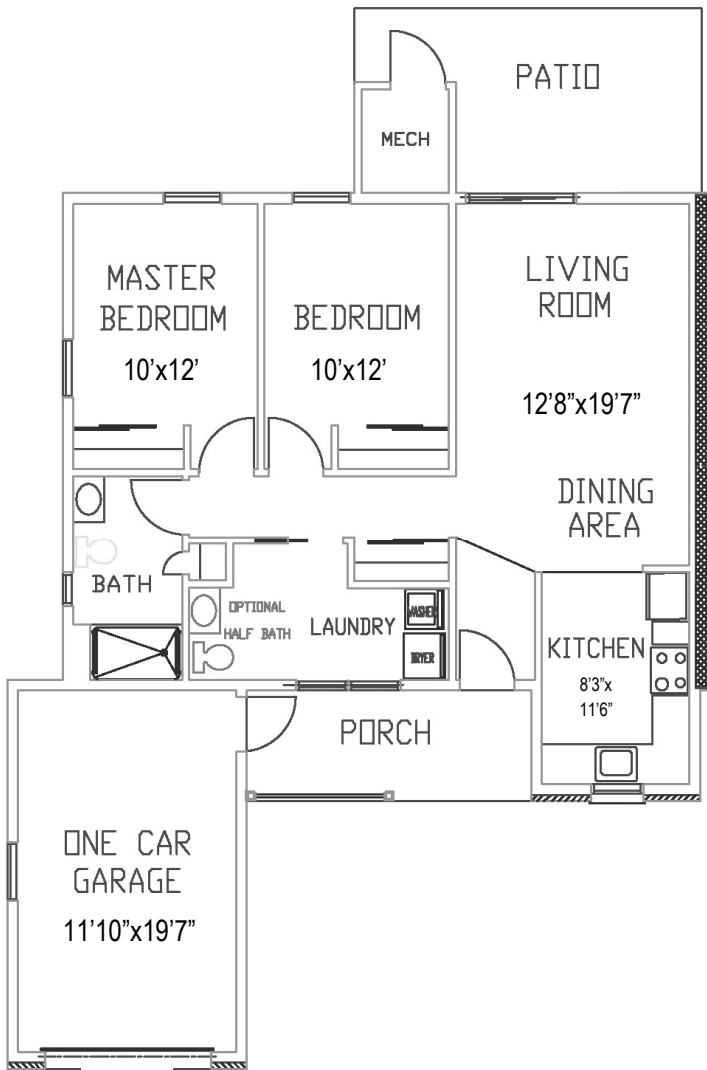 PATIO
MECH
MASTER
BEDROOM
10’x12’
BEDROOM
10’x12’
LIVING
ROOM
12’8”x19’7”
DINING
AREA
BATH
OPTIONAL
HALF BATH
LAUNDRY
WASHER
DRYER
KITCHEN
8’3”x
11’6”
PORCH
ONE CAR
GARAGE
11’10”x19’7”